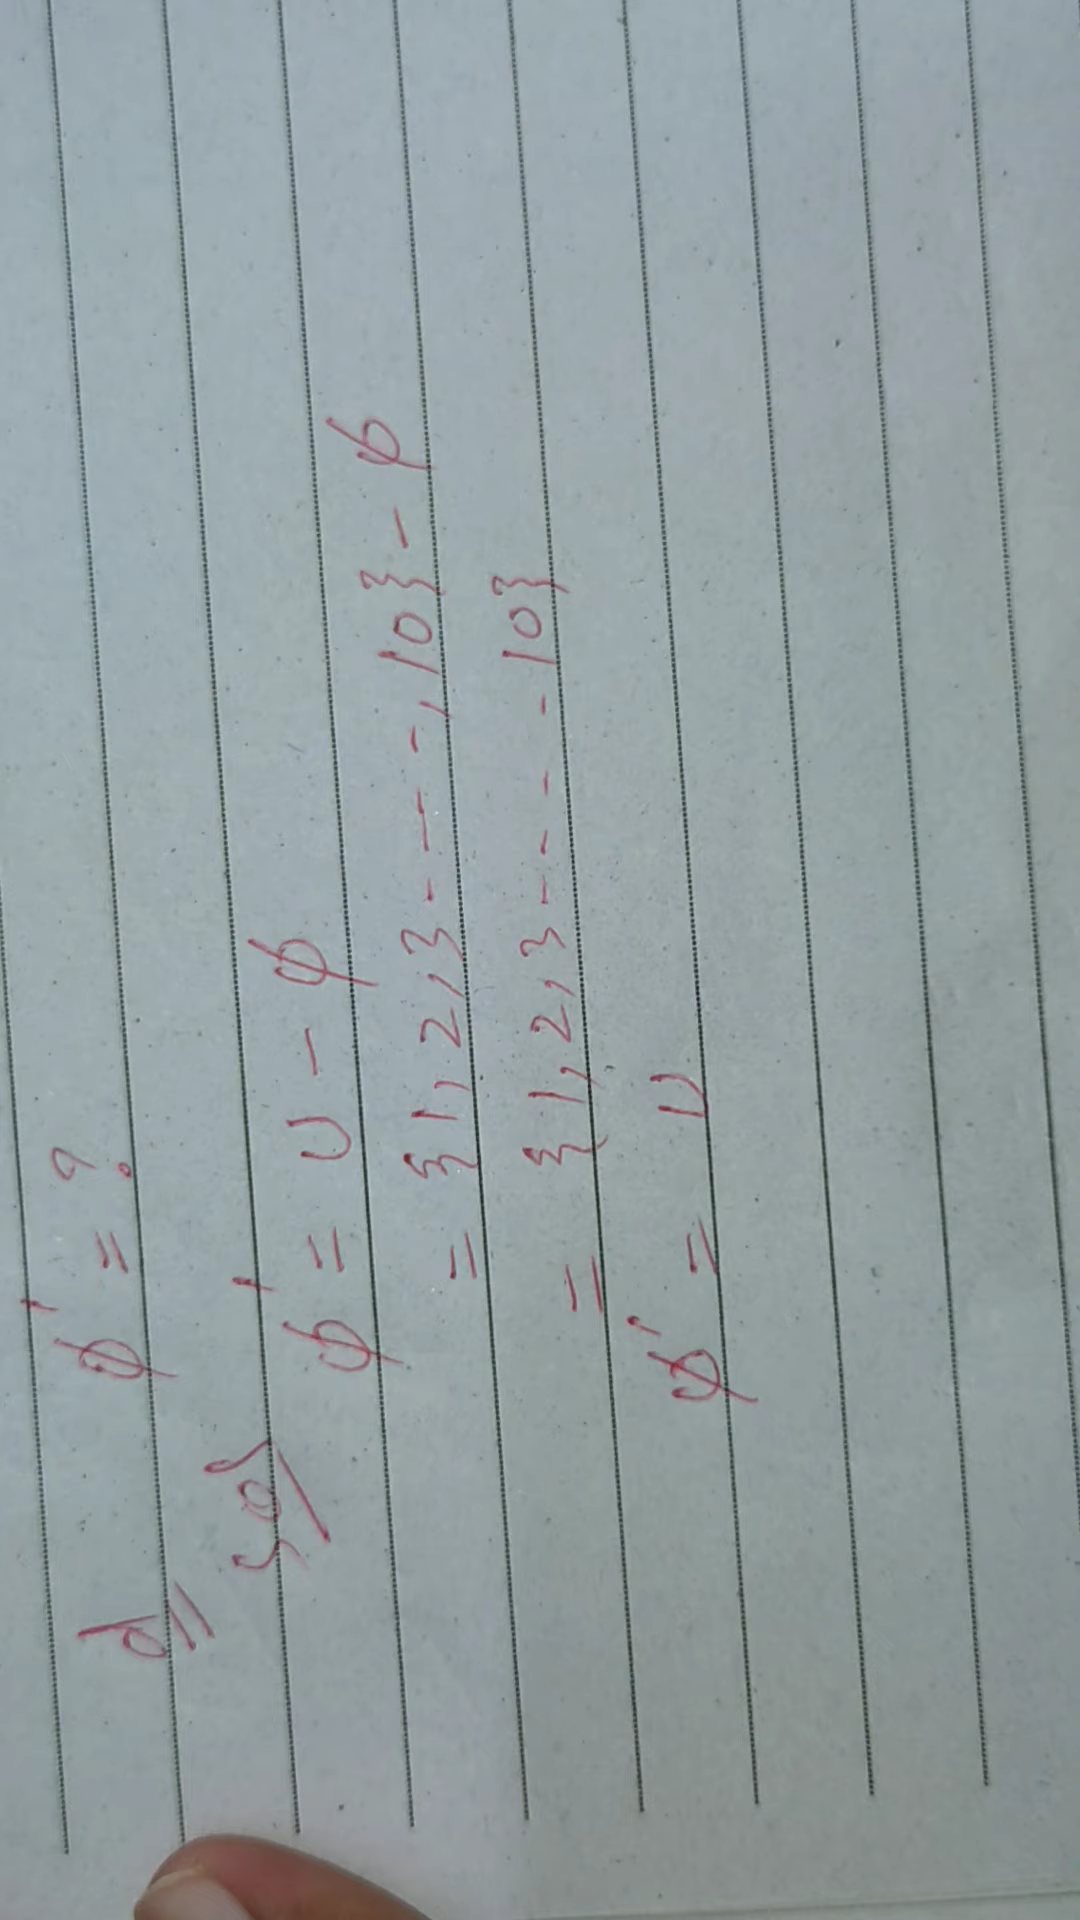 d φ' = ?
Sol φ' = U - φ
= {1, 2, 3 - - - -, 10} - φ
= {1, 2, 3 - - - - 10}
φ' = U